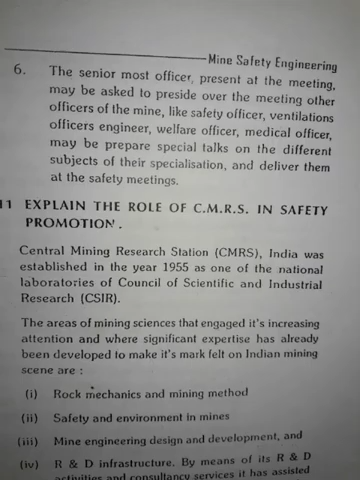 Mine Safety Engineering
6. The senior most officer, present at the meeting,
may be asked to preside over the meeting other
officers of the mine, like safety officer, ventilations
officers engineer, welfare officer, medical officer,
may be prepare special talks on the different
subjects of their specialisation, and deliver them
at the safety meetings.
11 EXPLAIN THE ROLE OF C.M.R.S. IN SAFETY
PROMOTION.
Central Mining Research Station (CMRS), India was
established in the year 1955 as one of the national
laboratories of Council of Scientific and Industrial
Research (CSIR).
The areas of mining sciences that engaged it's increasing
attention and where significant expertise has already
been developed to make it's mark felt on Indian mining
scene are :
(i) Rock mechanics and mining method
(ii) Safety and environment in mines
(iii) Mine engineering design and development, and
(iv) R & D infrastructure. By means of its R & D
activities and consultancy services it has assisted